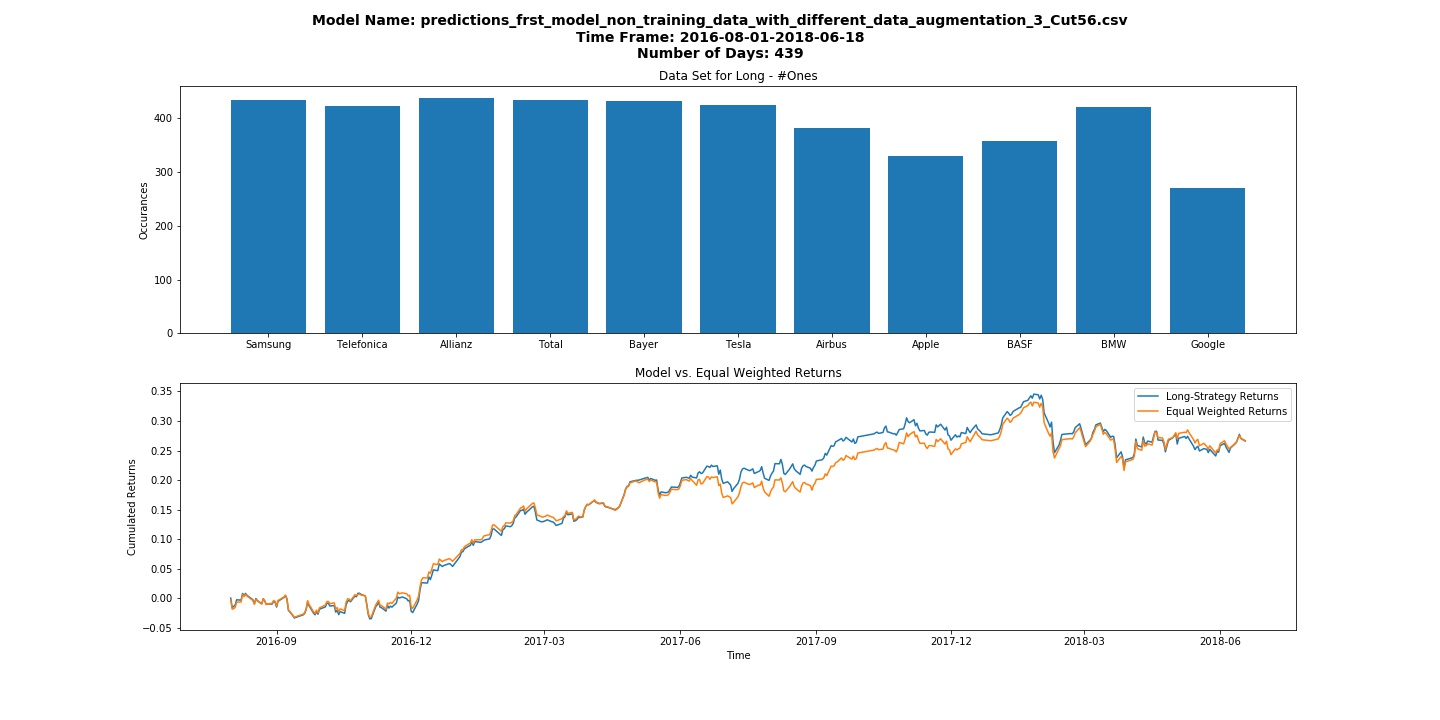 Model Name: predictions_frst_model_non_training_data_with_different_data_augmentation_3_Cut56.csv
Time Frame: 2016-08-01-2018-06-18
Number of Days: 439
Data Set for Long - #Ones
Occurances
400
300
200
100
0
Samsung Telefonica Allianz Total Bayer Tesla Airbus Apple BASF BMW Google
Model vs. Equal Weighted Returns
Cumulated Returns
0.35
0.30
0.25
0.20
0.15
0.10
0.05
0.00
−0.05
Long-Strategy Returns
Equal Weighted Returns
2016-09 2016-12 2017-03 2017-06 2017-09 2017-12 2018-03 2018-06
Time